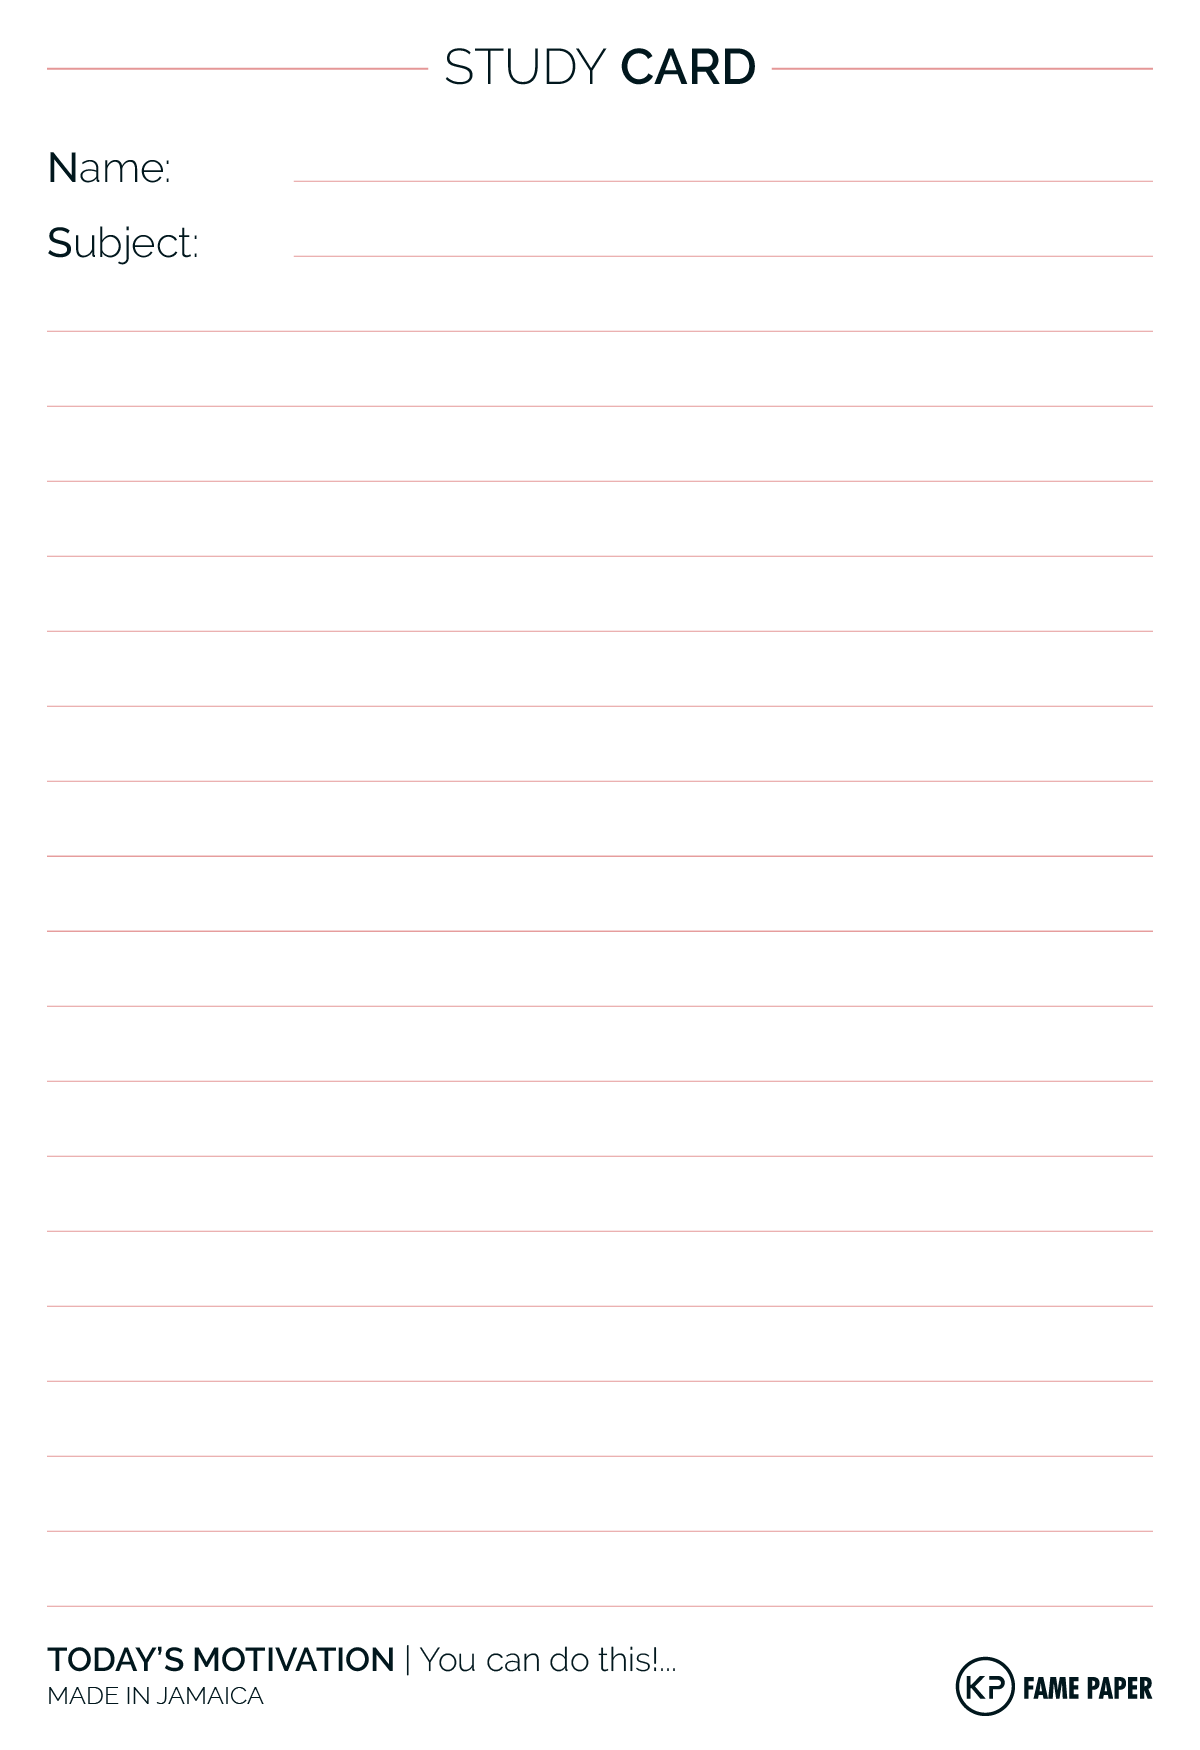 STUDY CARD
Name:
Subject:
TODAY'S MOTIVATION | You can do this!...
MADE IN JAMAICA
KP FAME PAPER